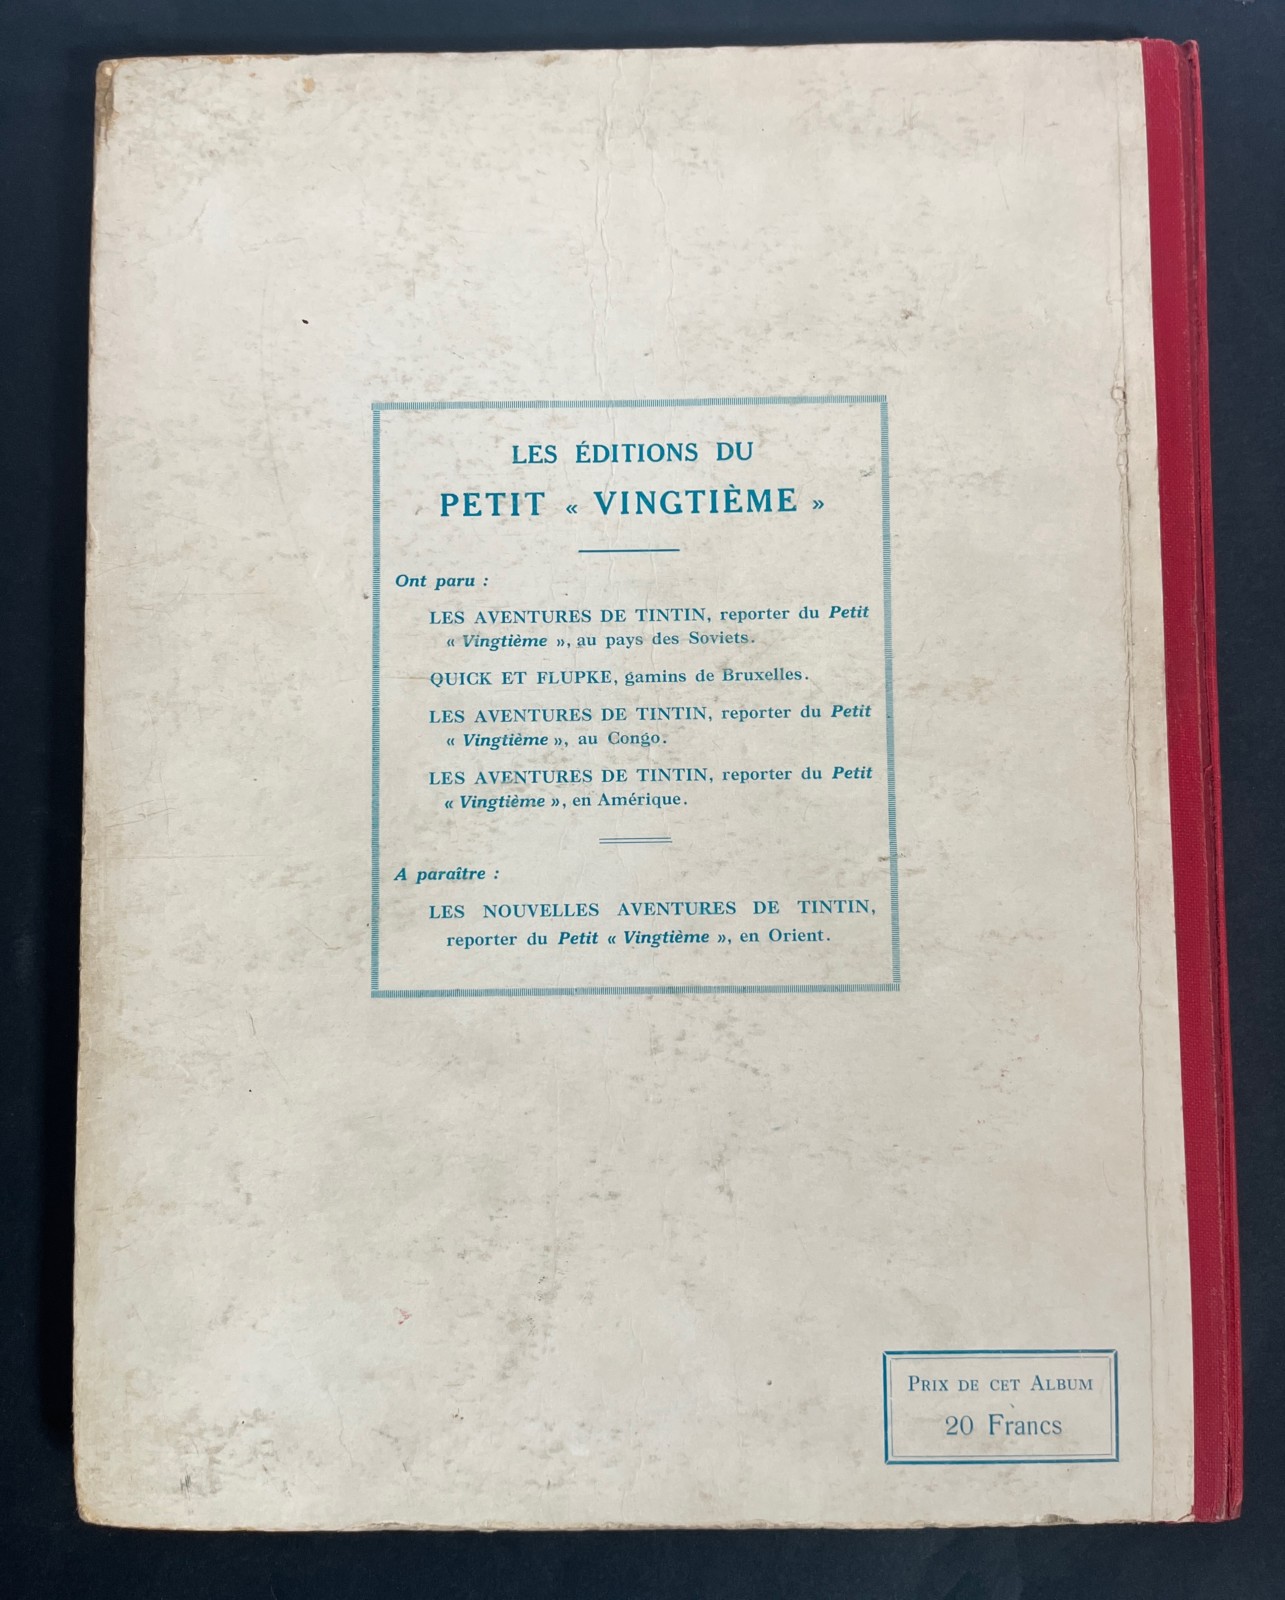 LES ÉDITIONS DU
PETIT « VINGTIÈME »
Ont paru :
LES AVENTURES DE TINTIN, reporter du Petit
« Vingtième », au pays des Soviets.
QUICK ET FLUPKE, gamins de Bruxelles.
LES AVENTURES DE TINTIN, reporter du Petit
« Vingtième », au Congo.
LES AVENTURES DE TINTIN, reporter du Petit
« Vingtième », en Amérique.
A paraître :
LES NOUVELLES AVENTURES DE TINTIN,
reporter du Petit « Vingtième », en Orient.
PRIX DE CET ALBUM
20 Francs